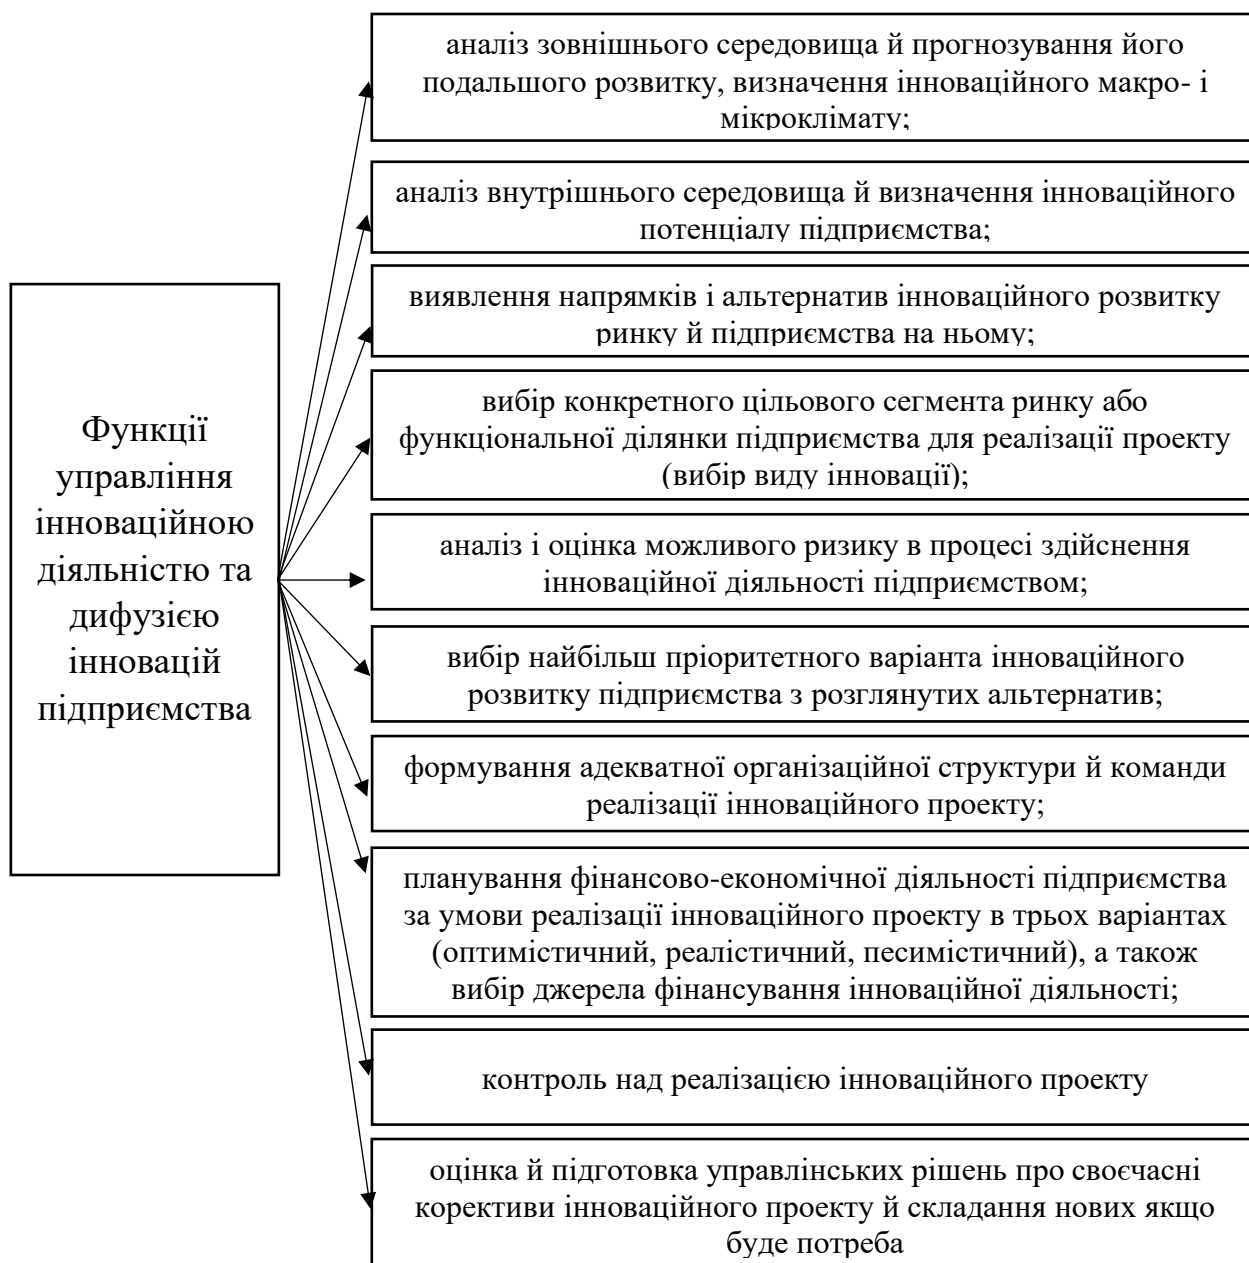 Функції
управління
інноваційною
діяльністю та
дифузією
інновацій
підприємства
аналіз зовнішнього середовища й прогнозування його
подальшого розвитку, визначення інноваційного макро- і
мікроклімату;
аналіз внутрішнього середовища й визначення інноваційного
потенціалу підприємства;
виявлення напрямків і альтернатив інноваційного розвитку
ринку й підприємства на ньому;
вибір конкретного цільового сегмента ринку або
функціональної ділянки підприємства для реалізації проекту
(вибір виду інновації);
аналіз і оцінка можливого ризику в процесі здійснення
інноваційної діяльності підприємством;
вибір найбільш пріоритетного варіанта інноваційного
розвитку підприємства з розглянутих альтернатив;
формування адекватної організаційної структури й команди
реалізації інноваційного проекту;
планування фінансово-економічної діяльності підприємства
за умови реалізації інноваційного проекту в трьох варіантах
(оптимістичний, реалістичний, песимістичний), а також
вибір джерела фінансування інноваційної діяльності;
контроль над реалізацією інноваційного проекту
оцінка й підготовка управлінських рішень про своєчасні
корективи інноваційного проекту й складання нових якщо
буде потреба